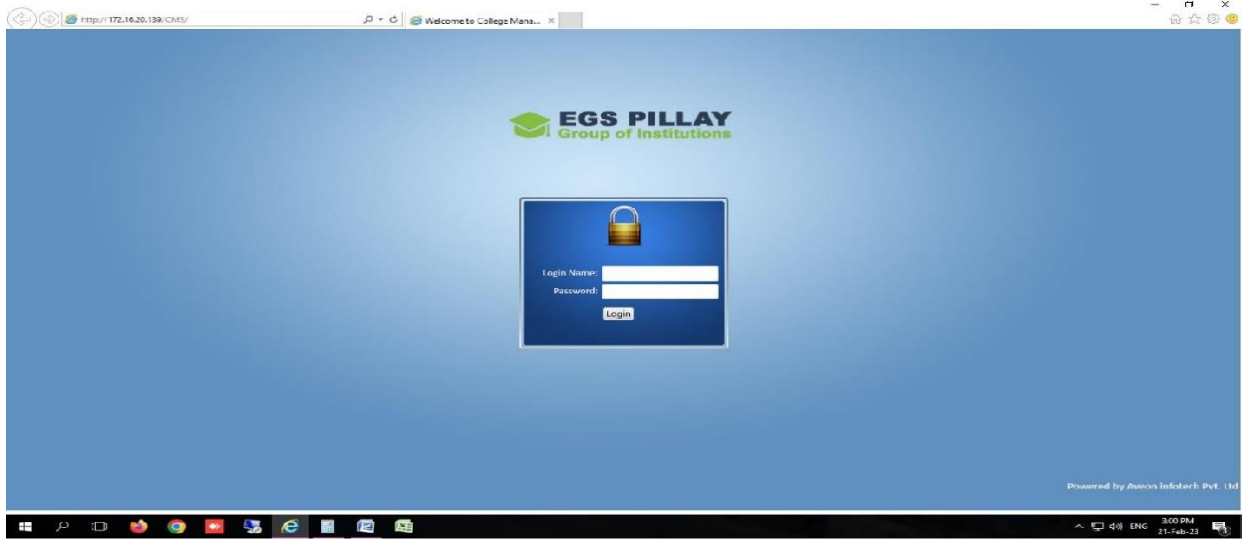 http://172.16.20.139/CMS/
Welcome to College Mana...
EGS PILLAY
Group of Institutions
Login Name:
Password:
Login
Powered by infotech Pvt. Ltd
ENG
3:00 PM
21-Feb-23